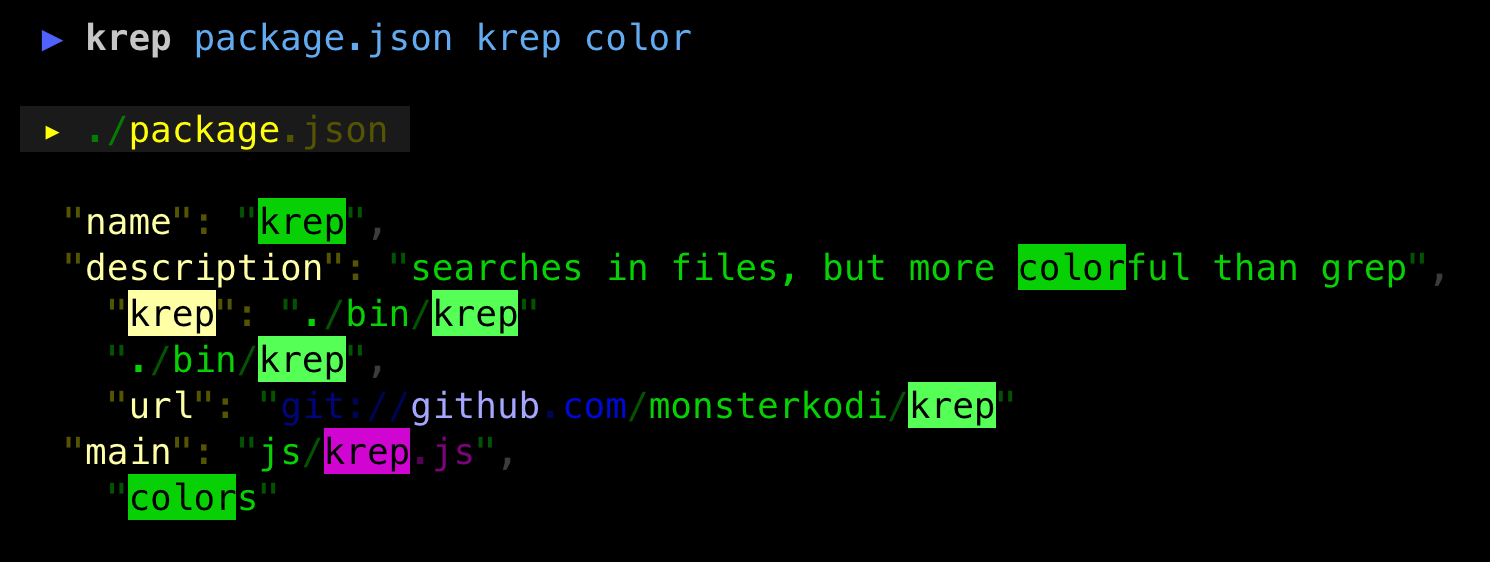 ▶ krep package.json krep color
▸ ./package.json
"name": "krep",
"description": "searches in files, but more colorful than grep",
"krep": "./bin/krep"
"./bin/krep",
"url": "git://github.com/monsterkodi/krep"
"main": "js/krep.js",
"colors"